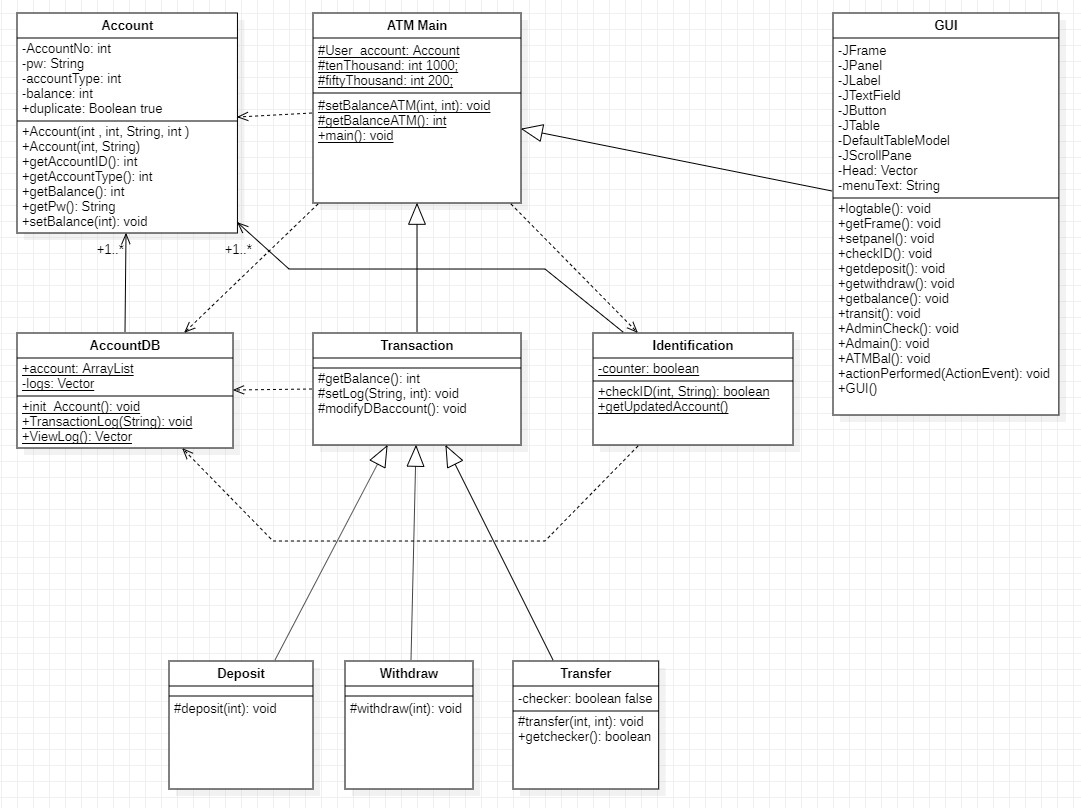 Account
-AccountNo: int
-pw: String
-accountType: int
-balance: int
+duplicate: Boolean true
+Account(int , int, String, int )
+Account(int, String)
+getAccountID(): int
+getAccountType(): int
+getBalance(): int
+getPw(): String
+setBalance(int): void
ATM Main
#User_account: Account
#tenThousand: int 1000;
#fiftyThousand: int 200;
#setBalanceATM(int, int): void
#getBalanceATM(): int
+main(): void
GUI
-JFrame
-JPanel
-JLabel
-JTextField
-JButton
-JTable
-DefaultTableModel
-JScrollPane
-Head: Vector
-menuText: String
+logtable(): void
+getFrame(): void
+setpanel(): void
+checkID(): void
+getdeposit(): void
+getwithdraw(): void
+getbalance(): void
+transit(): void
+AdminCheck(): void
+Admain(): void
+ATMBal(): void
+actionPerformed(ActionEvent): void
+GUI()
+1..*
+1..*
AccountDB
+account: ArrayList
-logs: Vector
+init_Account(): void
+TransactionLog(String): void
+ViewLog(): Vector
Transaction
#getBalance(): int
#setLog(String, int): void
#modifyDBaccount(): void
Identification
-counter: boolean
+checkID(int, String): boolean
+getUpdatedAccount()
Deposit
#deposit(int): void
Withdraw
#withdraw(int): void
Transfer
-checker: boolean false
#transfer(int, int): void
+getchecker(): boolean